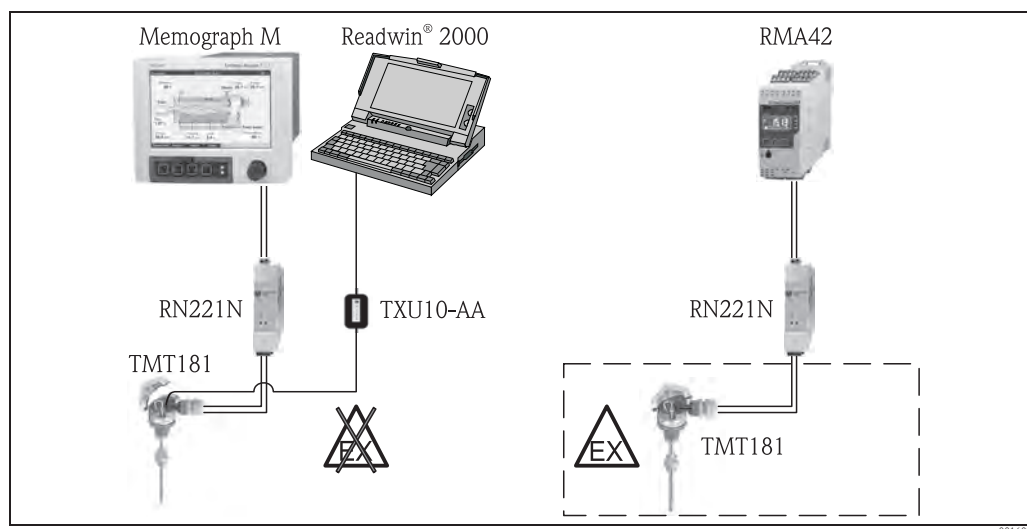 Memograph M
Readwin® 2000
RMA42
RN221N
TXU10-AA
RN221N
TMT181
EX
EX
TMT181